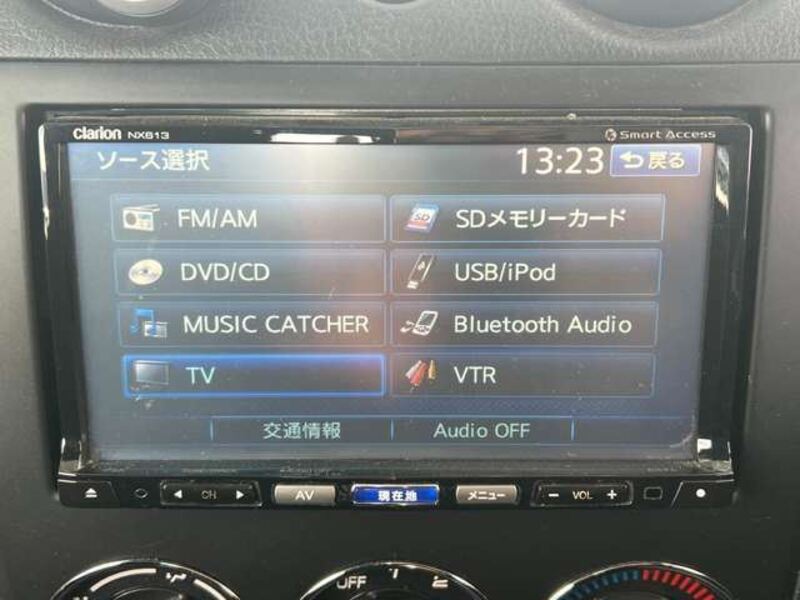 Clarion NX613 Smart Access
ソース選択 13:23 戻る
FM/AM SDメモリーカード
DVD/CD USB/iPod
MUSIC CATCHER Bluetooth Audio
TV VTR
交通情報 Audio OFF
CH AV 現在地 メニュー VOL
OFF